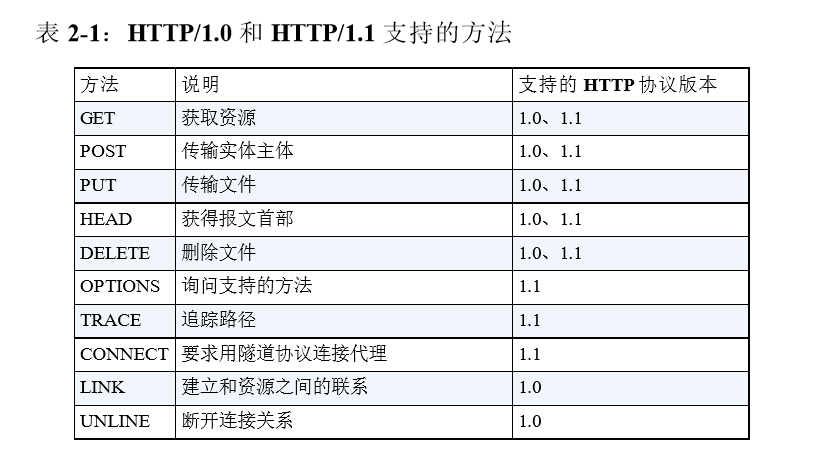 表 2-1：HTTP/1.0 和 HTTP/1.1 支持的方法
方法 说明 支持的 HTTP 协议版本
GET 获取资源 1.0、1.1
POST 传输实体主体 1.0、1.1
PUT 传输文件 1.0、1.1
HEAD 获得报文首部 1.0、1.1
DELETE 删除文件 1.0、1.1
OPTIONS 询问支持的方法 1.1
TRACE 追踪路径 1.1
CONNECT 要求用隧道协议连接代理 1.1
LINK 建立和资源之间的联系 1.0
UNLINE 断开连接关系 1.0